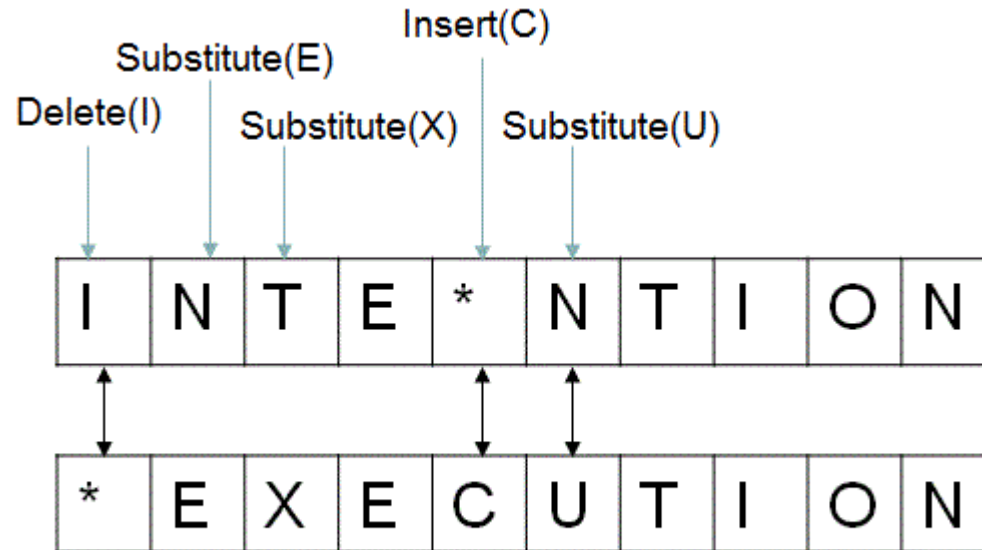 Insert(C)
Substitute(E)
Delete(I)
Substitute(X) Substitute(U)
I N T E * N T I O N
* E X E C U T I O N